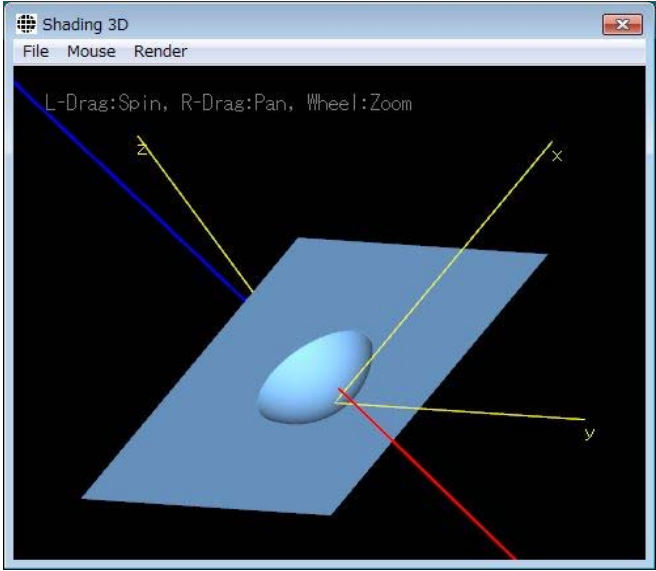 Shading 3D
File Mouse Render
L-Drag:Spin, R-Drag:Pan, Wheel:Zoom
z
x
y